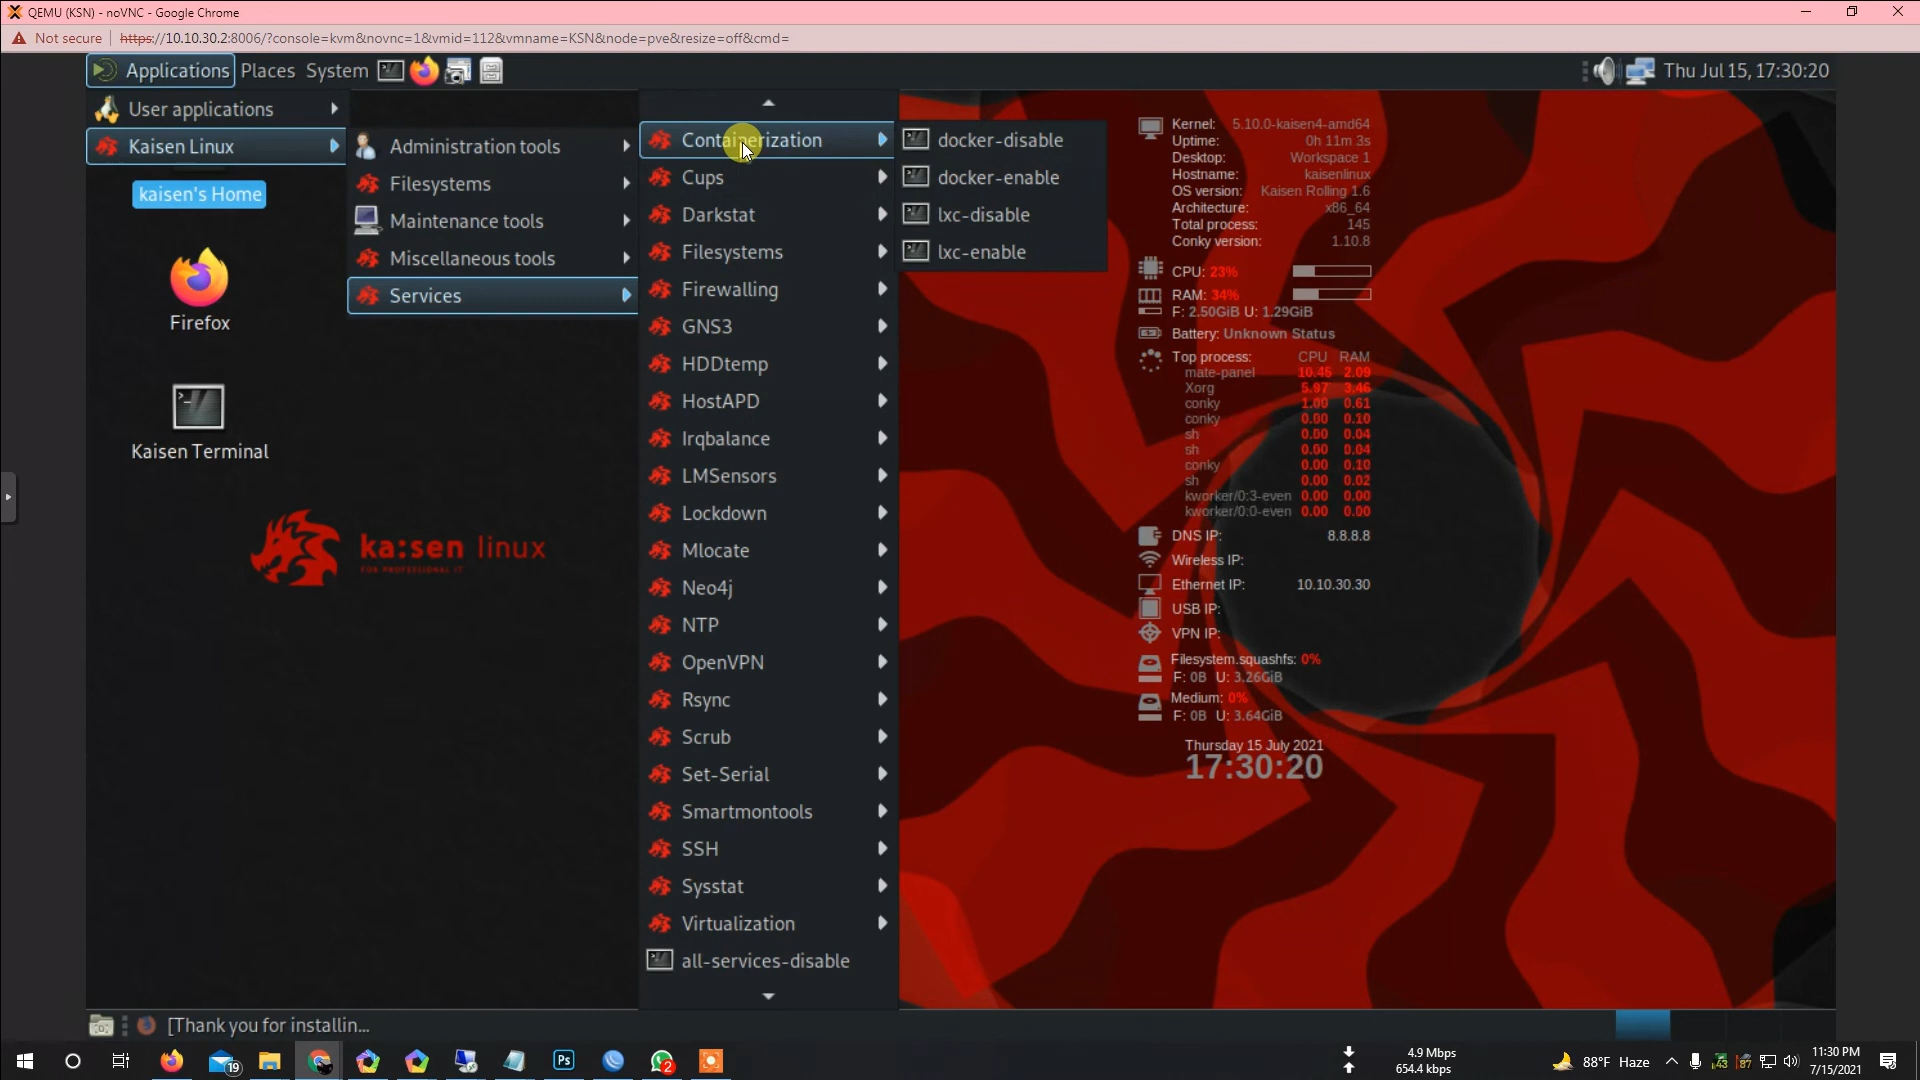 QEMU (KSN) - noVNC - Google Chrome
Not secure https://10.10.30.2:8006/?console=kvm&novnc=1&vmid=112&vmname=KSN&node=pve&resize=off&cmd=
Applications Places System Thu Jul 15, 17:30:20
User applications
Kaisen Linux
kaisen's Home
Firefox
Kaisen Terminal
ka:sen linux
FOR PROFESSIONAL IT
Administration tools
Filesystems
Maintenance tools
Miscellaneous tools
Services
Containerization
Cups
Darkstat
Filesystems
Firewalling
GNS3
HDDtemp
HostAPD
Irqbalance
LMSensors
Lockdown
Mlocate
Neo4j
NTP
OpenVPN
Rsync
Scrub
Set-Serial
Smartmontools
SSH
Sysstat
Virtualization
all-services-disable
docker-disable
docker-enable
lxc-disable
lxc-enable
Kernel: 5.10.0-kaisen4-amd64
Uptime: 0h 11m 3s
Desktop: Workspace 1
Hostname: kaisenlinux
OS version: Kaisen Rolling 1.6
Architecture: x86_64
Total process: 145
Conky version: 1.10.8
CPU: 23%
RAM: 34%
F: 2.50GiB U: 1.29GiB
Battery: Unknown Status
Top process: CPU RAM
mate-panel 10.45 2.09
Xorg 5.97 3.46
conky 1.00 0.61
conky 0.00 0.10
sh 0.00 0.04
sh 0.00 0.04
conky 0.00 0.10
sh 0.00 0.02
kworker/0:3-even 0.00 0.00
kworker/0:0-even 0.00 0.00
DNS IP: 8.8.8.8
Wireless IP:
Ethernet IP: 10.10.30.30
USB IP:
VPN IP:
Filesystem.squashfs: 0%
F: 0B U: 3.26GiB
Medium: 0%
F: 0B U: 3.64GiB
Thursday 15 July 2021
17:30:20
[Thank you for installin...
19
Ps
2
4.9 Mbps
654.4 kbps
88°F Haze
43
87
11:30 PM
7/15/2021